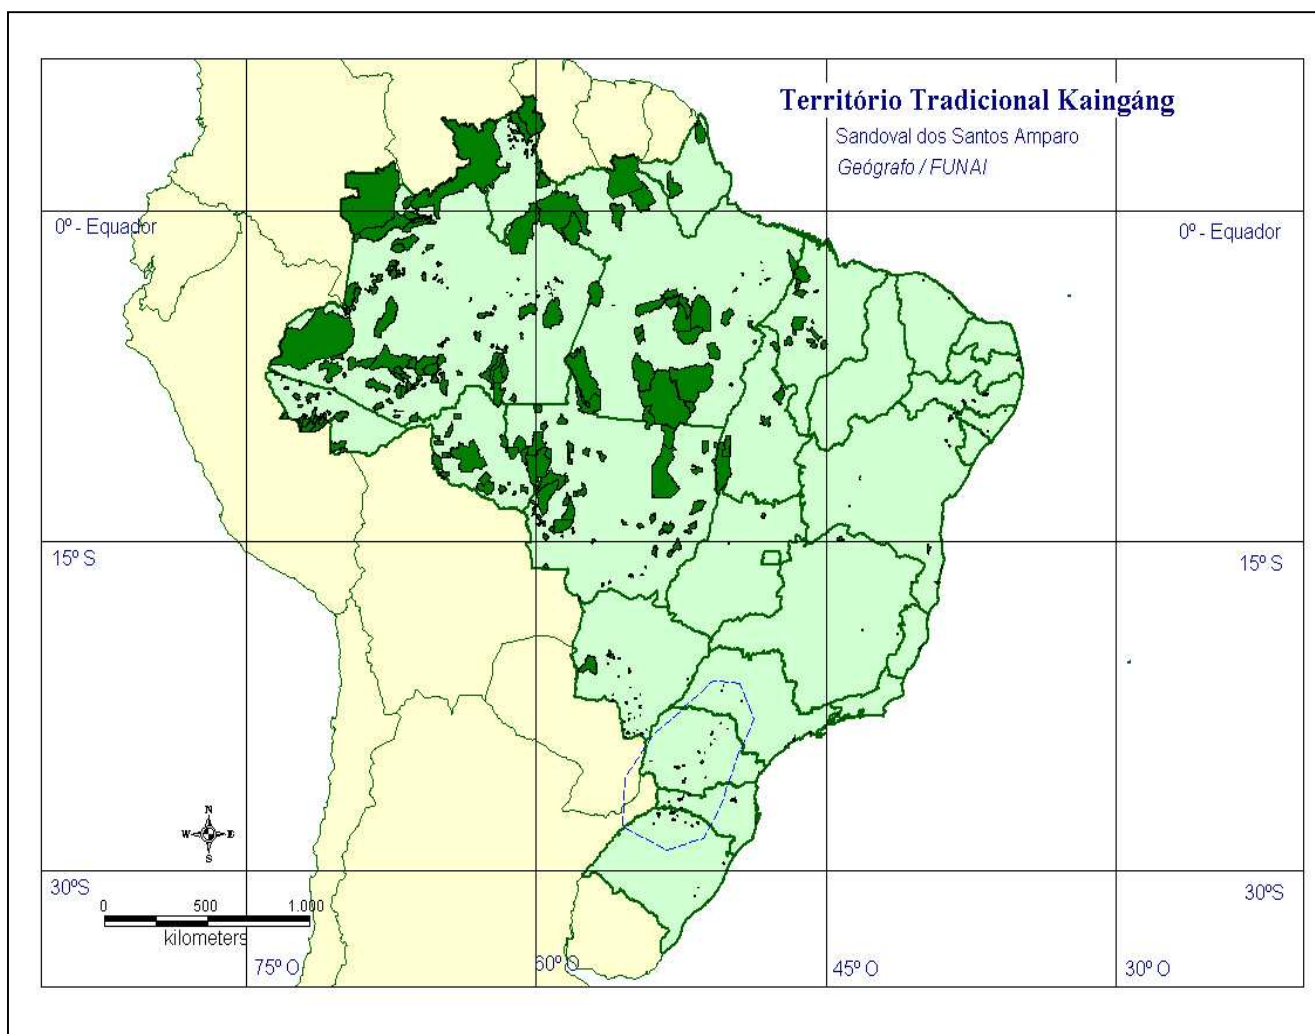 Território Tradicional Kaingáng
Sandoval dos Santos Amparo
Geógrafo / FUNAI
0º - Equador
0º - Equador
15º S
15º S
N
W E
S
30ºS
30ºS
0 500 1.000
kilometers
75º O
60º O
45º O
30º O